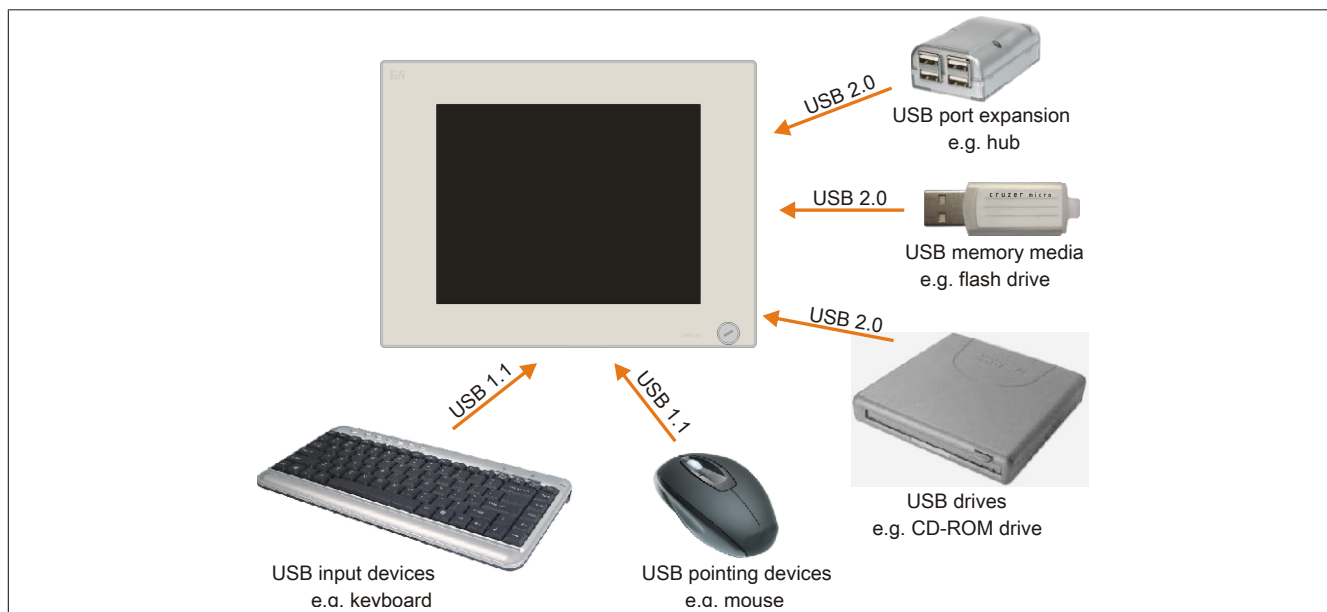 USB 2.0
USB port expansion
e.g. hub
USB 2.0
cruzer micro
USB memory media
e.g. flash drive
USB 2.0
USB 1.1
USB 1.1
USB drives
e.g. CD-ROM drive
USB input devices
e.g. keyboard
USB pointing devices
e.g. mouse